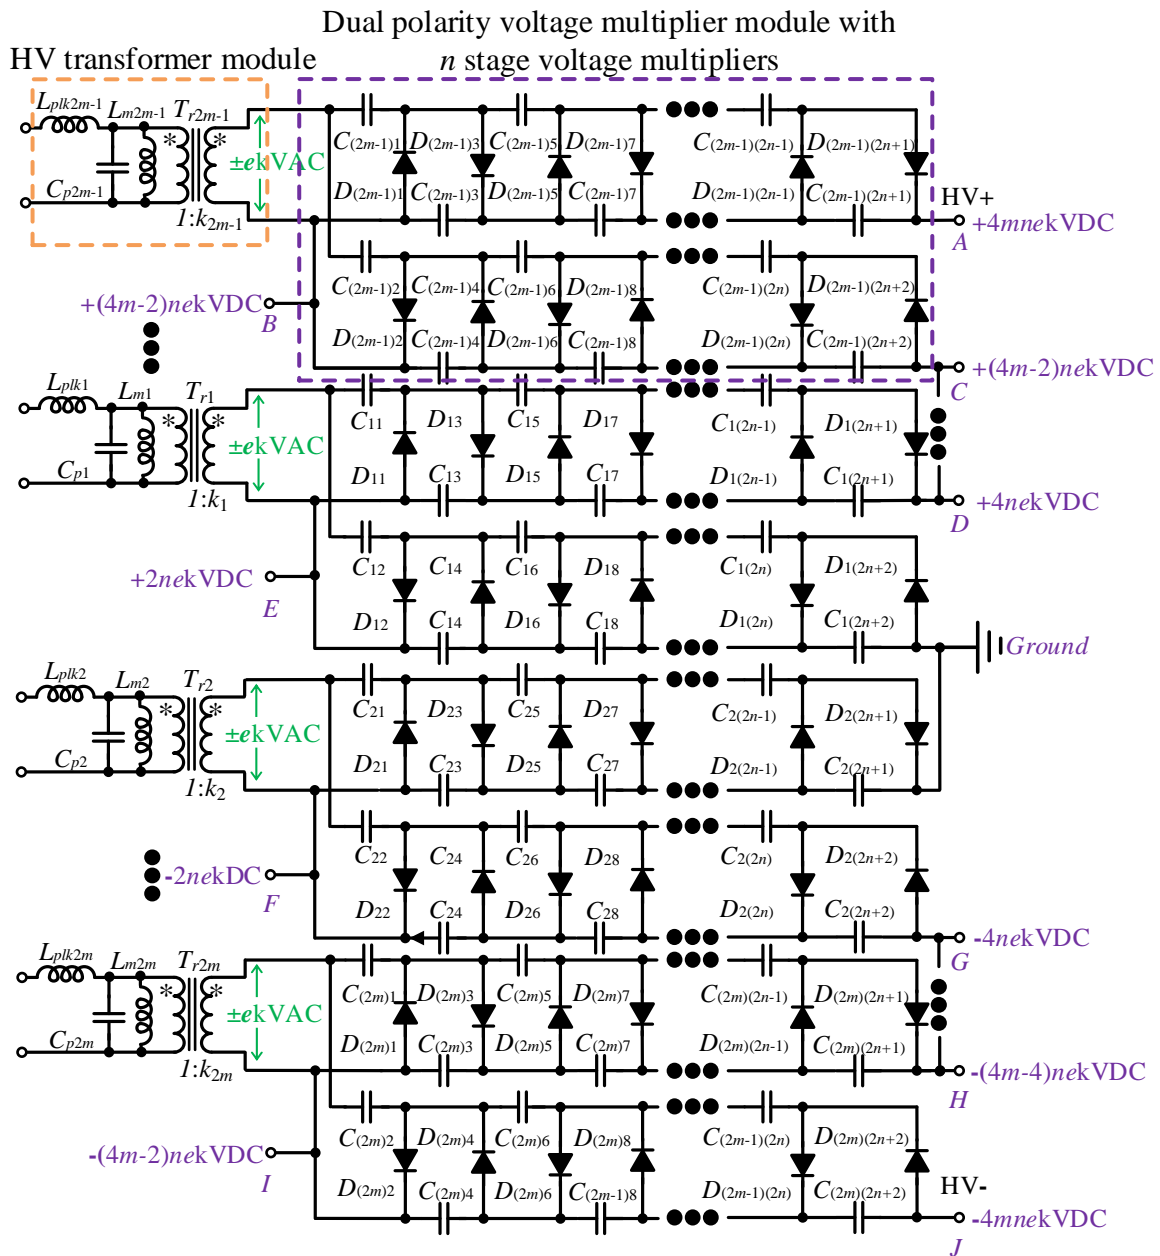 Dual polarity voltage multiplier module with
n stage voltage multipliers
HV transformer module
Lplk2m-1
Lm2m-1
Tr2m-1
* *
±ekVAC
Cp2m-1
1:k2m-1
C(2m-1)1 D(2m-1)3 C(2m-1)5 D(2m-1)7 C(2m-1)(2n-1) D(2m-1)(2n+1)
D(2m-1)1 C(2m-1)3 D(2m-1)5 C(2m-1)7 D(2m-1)(2n-1) C(2m-1)(2n+1)
HV+
+4mnekVDC
A
C(2m-1)2 C(2m-1)4 C(2m-1)6 D(2m-1)8 C(2m-1)(2n) D(2m-1)(2n+2)
+(4m-2)nekVDC
B
D(2m-1)2 C(2m-1)4 D(2m-1)6 C(2m-1)8 D(2m-1)(2n) C(2m-1)(2n+2)
+(4m-2)nekVDC
C
Lplk1
Lm1
Tr1
* *
±ekVAC
Cp1
1:k1
C11 D13 C15 D17 C1(2n-1) D1(2n+1)
D11 C13 D15 C17 D1(2n-1) C1(2n+1)
+4nekVDC
D
C12 C14 C16 D18 C1(2n) D1(2n+2)
+2nekVDC
E
D12 C14 D16 C18 D1(2n) C1(2n+2)
Ground
Lplk2
Lm2
Tr2
* *
±ekVAC
Cp2
1:k2
C21 D23 C25 D27 C2(2n-1) D2(2n+1)
D21 C23 D25 C27 D2(2n-1) C2(2n+1)
C22 C24 C26 D28 C2(2n) D2(2n+2)
-2nekDC
F
D22 C24 D26 C28 D2(2n) C2(2n+2)
-4nekVDC
G
Lplk2m
Lm2m
Tr2m
* *
±ekVAC
Cp2m
1:k2m
C(2m)1 D(2m)3 C(2m)5 D(2m)7 C(2m)(2n-1) D(2m)(2n+1)
D(2m)1 C(2m)3 D(2m)5 C(2m)7 D(2m)(2n-1) C(2m)(2n+1)
-(4m-4)nekVDC
H
C(2m)2 D(2m)4 C(2m)6 D(2m)8 C(2m-1)(2n) D(2m)(2n+2)
-(4m-2)nekVDC
I
D(2m)2 C(2m)4 D(2m)6 C(2m-1)8 D(2m-1)(2n) C(2m)(2n+2)
HV-
-4mnekVDC
J